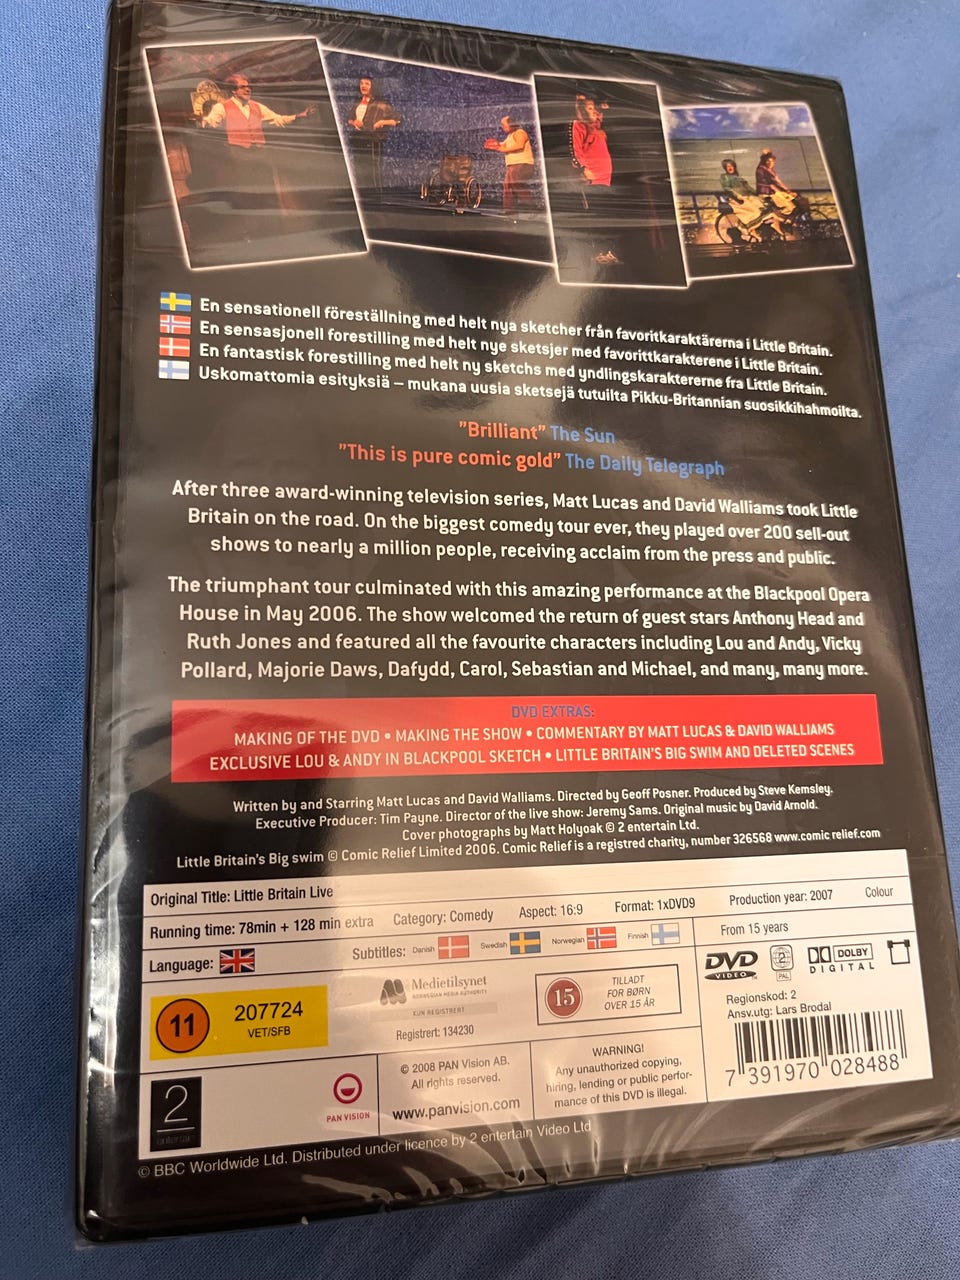 En sensationell föreställning med helt nya sketcher från favoritkaraktärerna i Little Britain.
En sensasjonell forestilling med helt nye sketsjer med favorittkarakterene i Little Britain.
En fantastisk forestilling med helt ny sketchs med yndlingskaraktererne fra Little Britain.
Uskomattomia esityksiä – mukana uusia sketsejä tutuilta Pikku-Britannian suosikkihahmoilta.
"Brilliant" The Sun
"This is pure comic gold" The Daily Telegraph
After three award-winning television series, Matt Lucas and David Walliams took Little
Britain on the road. On the biggest comedy tour ever, they played over 200 sell-out
shows to nearly a million people, receiving acclaim from the press and public.
The triumphant tour culminated with this amazing performance at the Blackpool Opera
House in May 2006. The show welcomed the return of guest stars Anthony Head and
Ruth Jones and featured all the favourite characters including Lou and Andy, Vicky
Pollard, Majorie Daws, Dafydd, Carol, Sebastian and Michael, and many, many more.
DVD EXTRAS:
MAKING OF THE DVD • MAKING THE SHOW • COMMENTARY BY MATT LUCAS & DAVID WALLIAMS
EXCLUSIVE LOU & ANDY IN BLACKPOOL SKETCH • LITTLE BRITAIN'S BIG SWIM AND DELETED SCENES
Written by and Starring Matt Lucas and David Walliams. Directed by Geoff Posner. Produced by Steve Kemsley.
Executive Producer: Tim Payne. Director of the live show: Jeremy Sams. Original music by David Arnold.
Cover photographs by Matt Holyoak © 2 entertain Ltd.
Little Britain's Big swim © Comic Relief Limited 2006. Comic Relief is a registred charity, number 326568 www.comic relief.com
Original Title: Little Britain Live
Running time: 78min + 128 min extra Category: Comedy Aspect: 16:9 Format: 1xDVD9 Production year: 2007 Colour
Language: Subtitles: Danish Swedish Norwegian Finnish From 15 years
11 207724
VET/SFB
Medietilsynet
NORWEGIAN MEDIA AUTHORITY
KUN REGISTRERT
Registrert: 134230
15 TILLADT
FOR BØRN
OVER 15 ÅR
DVD VIDEO
2 PAL
DOLBY DIGITAL
Regionskod: 2
Ansv.utg: Lars Brodal
7 391970 028488
2 entertain
PAN VISION
© 2008 PAN Vision AB.
All rights reserved.
www.panvision.com
WARNING!
Any unauthorized copying,
hiring, lending or public perfor-
mance of this DVD is illegal.
© BBC Worldwide Ltd. Distributed under licence by 2 entertain Video Ltd